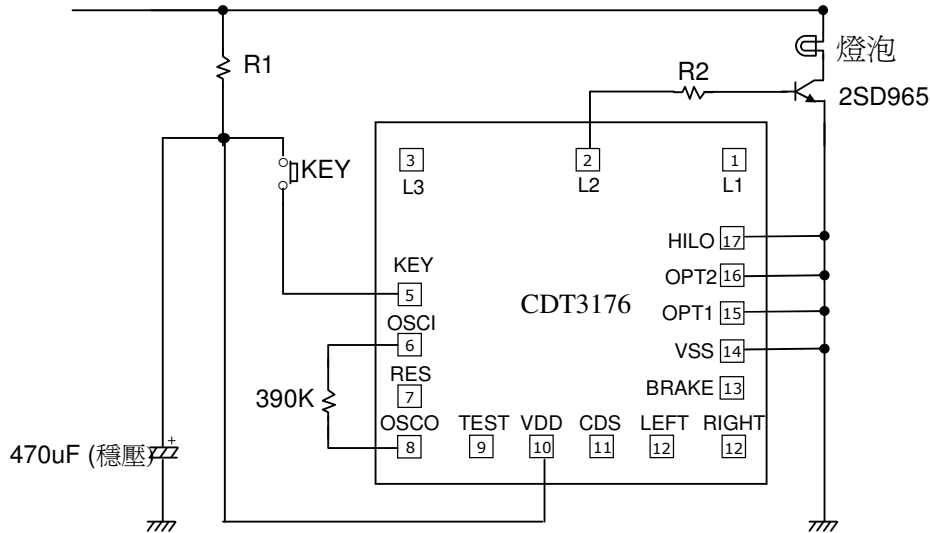 R1
燈泡
R2
2SD965
KEY
3
L3
2
L2
1
L1
HILO 17
KEY
5
OPT2 16
CDT3176
OPT1 15
OSCI
6
VSS 14
390K
RES
7
BRAKE 13
OSCO
8
TEST
9
VDD
10
CDS
11
LEFT
12
RIGHT
12
+
470uF (穩壓)